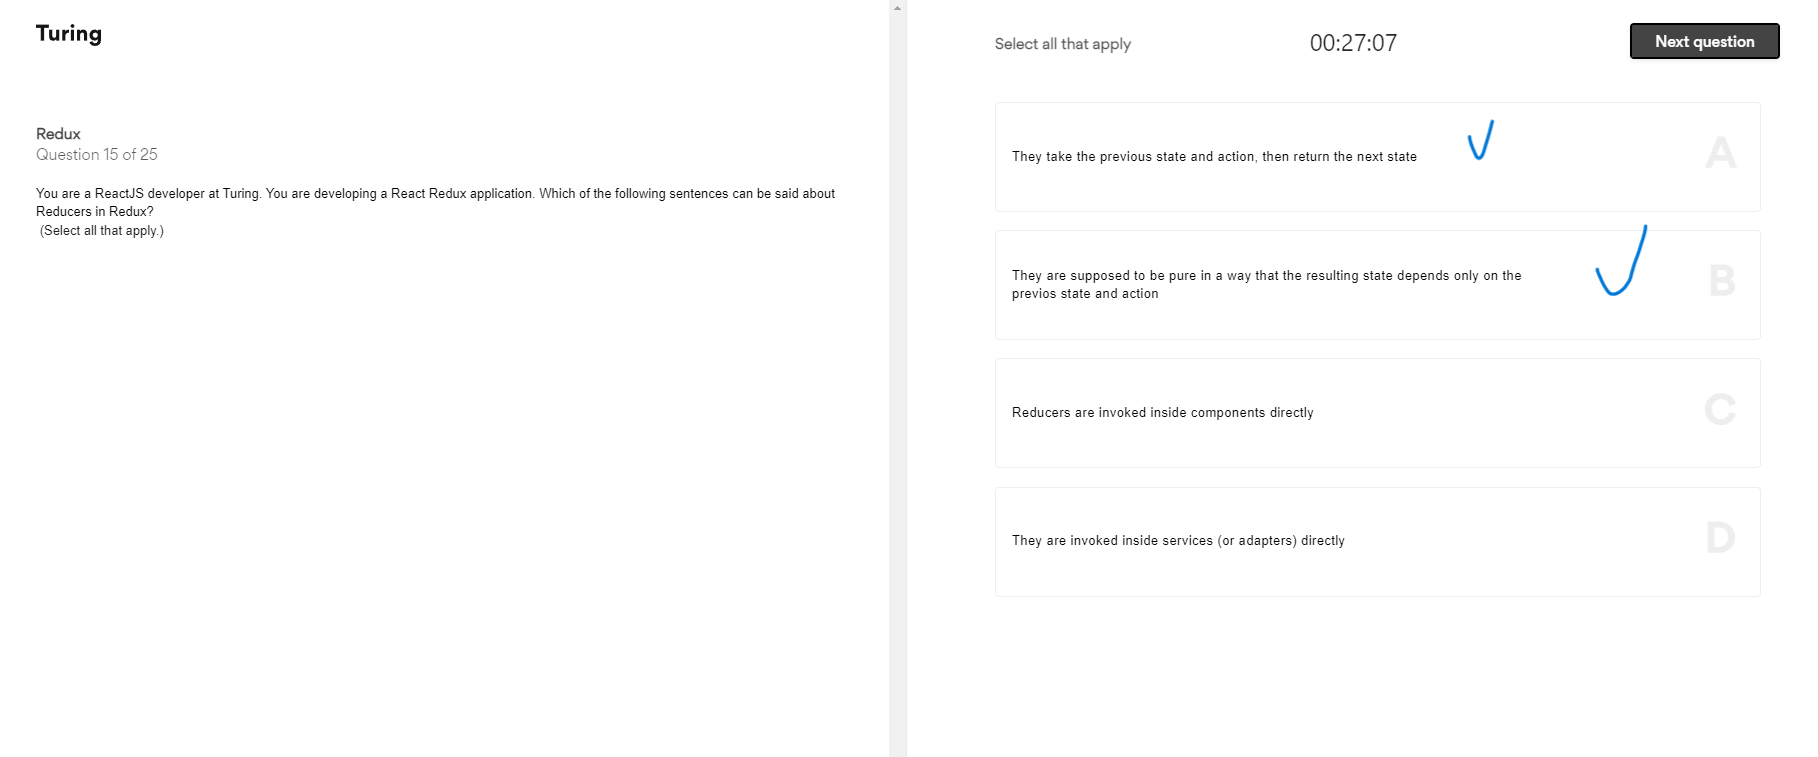 Turing
Redux
Question 15 of 25
You are a ReactJS developer at Turing. You are developing a React Redux application. Which of the following sentences can be said about
Reducers in Redux?
(Select all that apply.)
Select all that apply
00:27:07
Next question
They take the previous state and action, then return the next state
A
They are supposed to be pure in a way that the resulting state depends only on the
previos state and action
B
Reducers are invoked inside components directly
C
They are invoked inside services (or adapters) directly
D